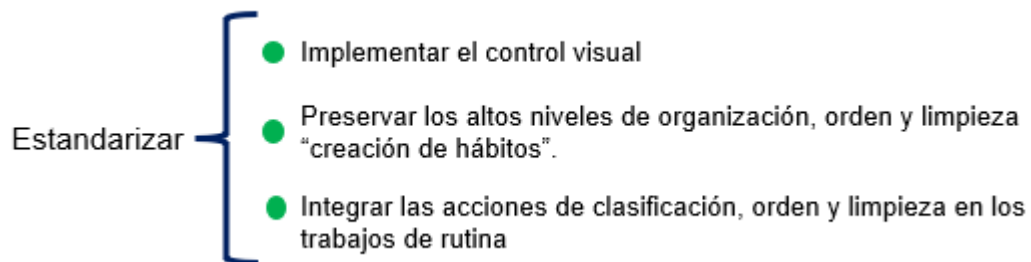 Estandarizar
Implementar el control visual
Preservar los altos niveles de organización, orden y limpieza
“creación de hábitos”.
Integrar las acciones de clasificación, orden y limpieza en los
trabajos de rutina